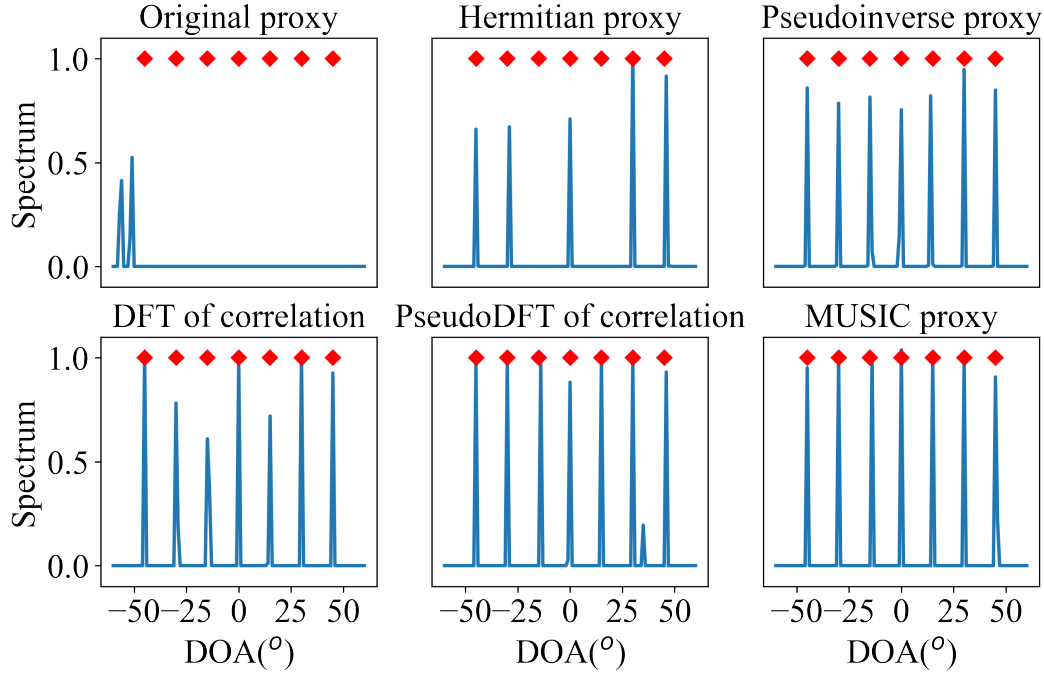 Original proxy
Hermitian proxy
Pseudoinverse proxy
1.0
0.5
0.0
Spectrum
DFT of correlation
PseudoDFT of correlation
MUSIC proxy
1.0
0.5
0.0
Spectrum
−50 −25 0 25 50
−50 −25 0 25 50
−50 −25 0 25 50
DOA(°)
DOA(°)
DOA(°)